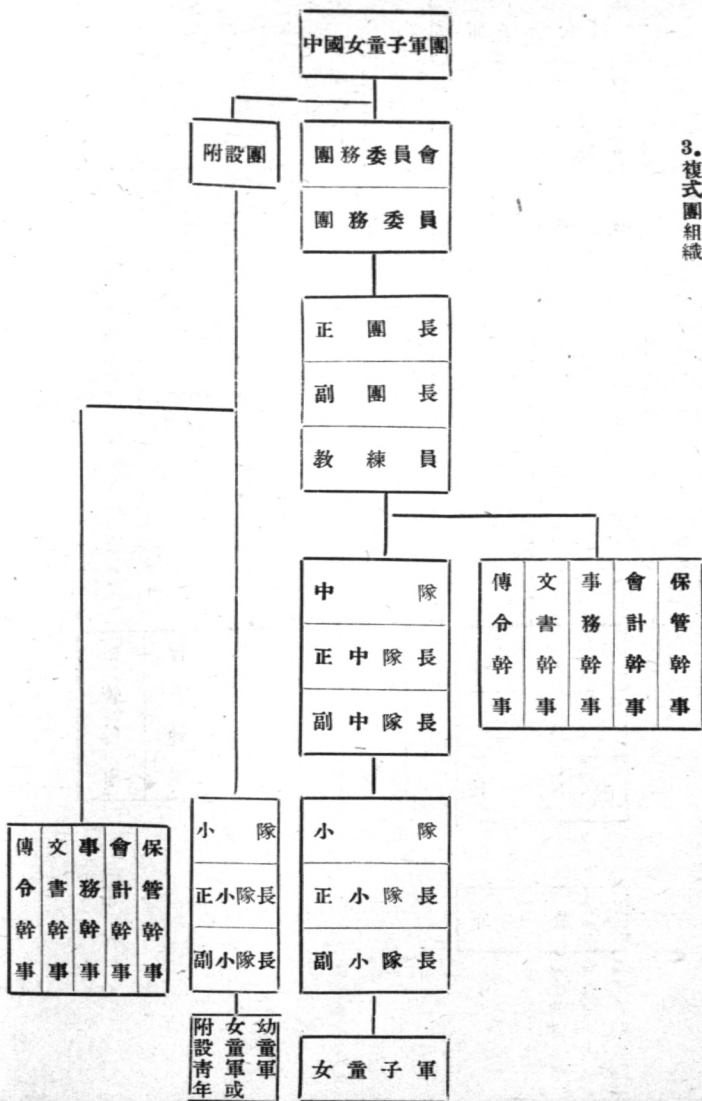 3.複式團組織
中國女童子軍團
附設團
團務委員會
團務委員
正團長
副團長
教練員
保管幹事
會計幹事
事務幹事
文書幹事
傳令幹事
中隊
正中隊長
副中隊長
小隊
正小隊長
副小隊長
女童子軍
小隊
正小隊長
副小隊長
幼童軍
女童軍或
附設青年
保管幹事
會計幹事
事務幹事
文書幹事
傳令幹事